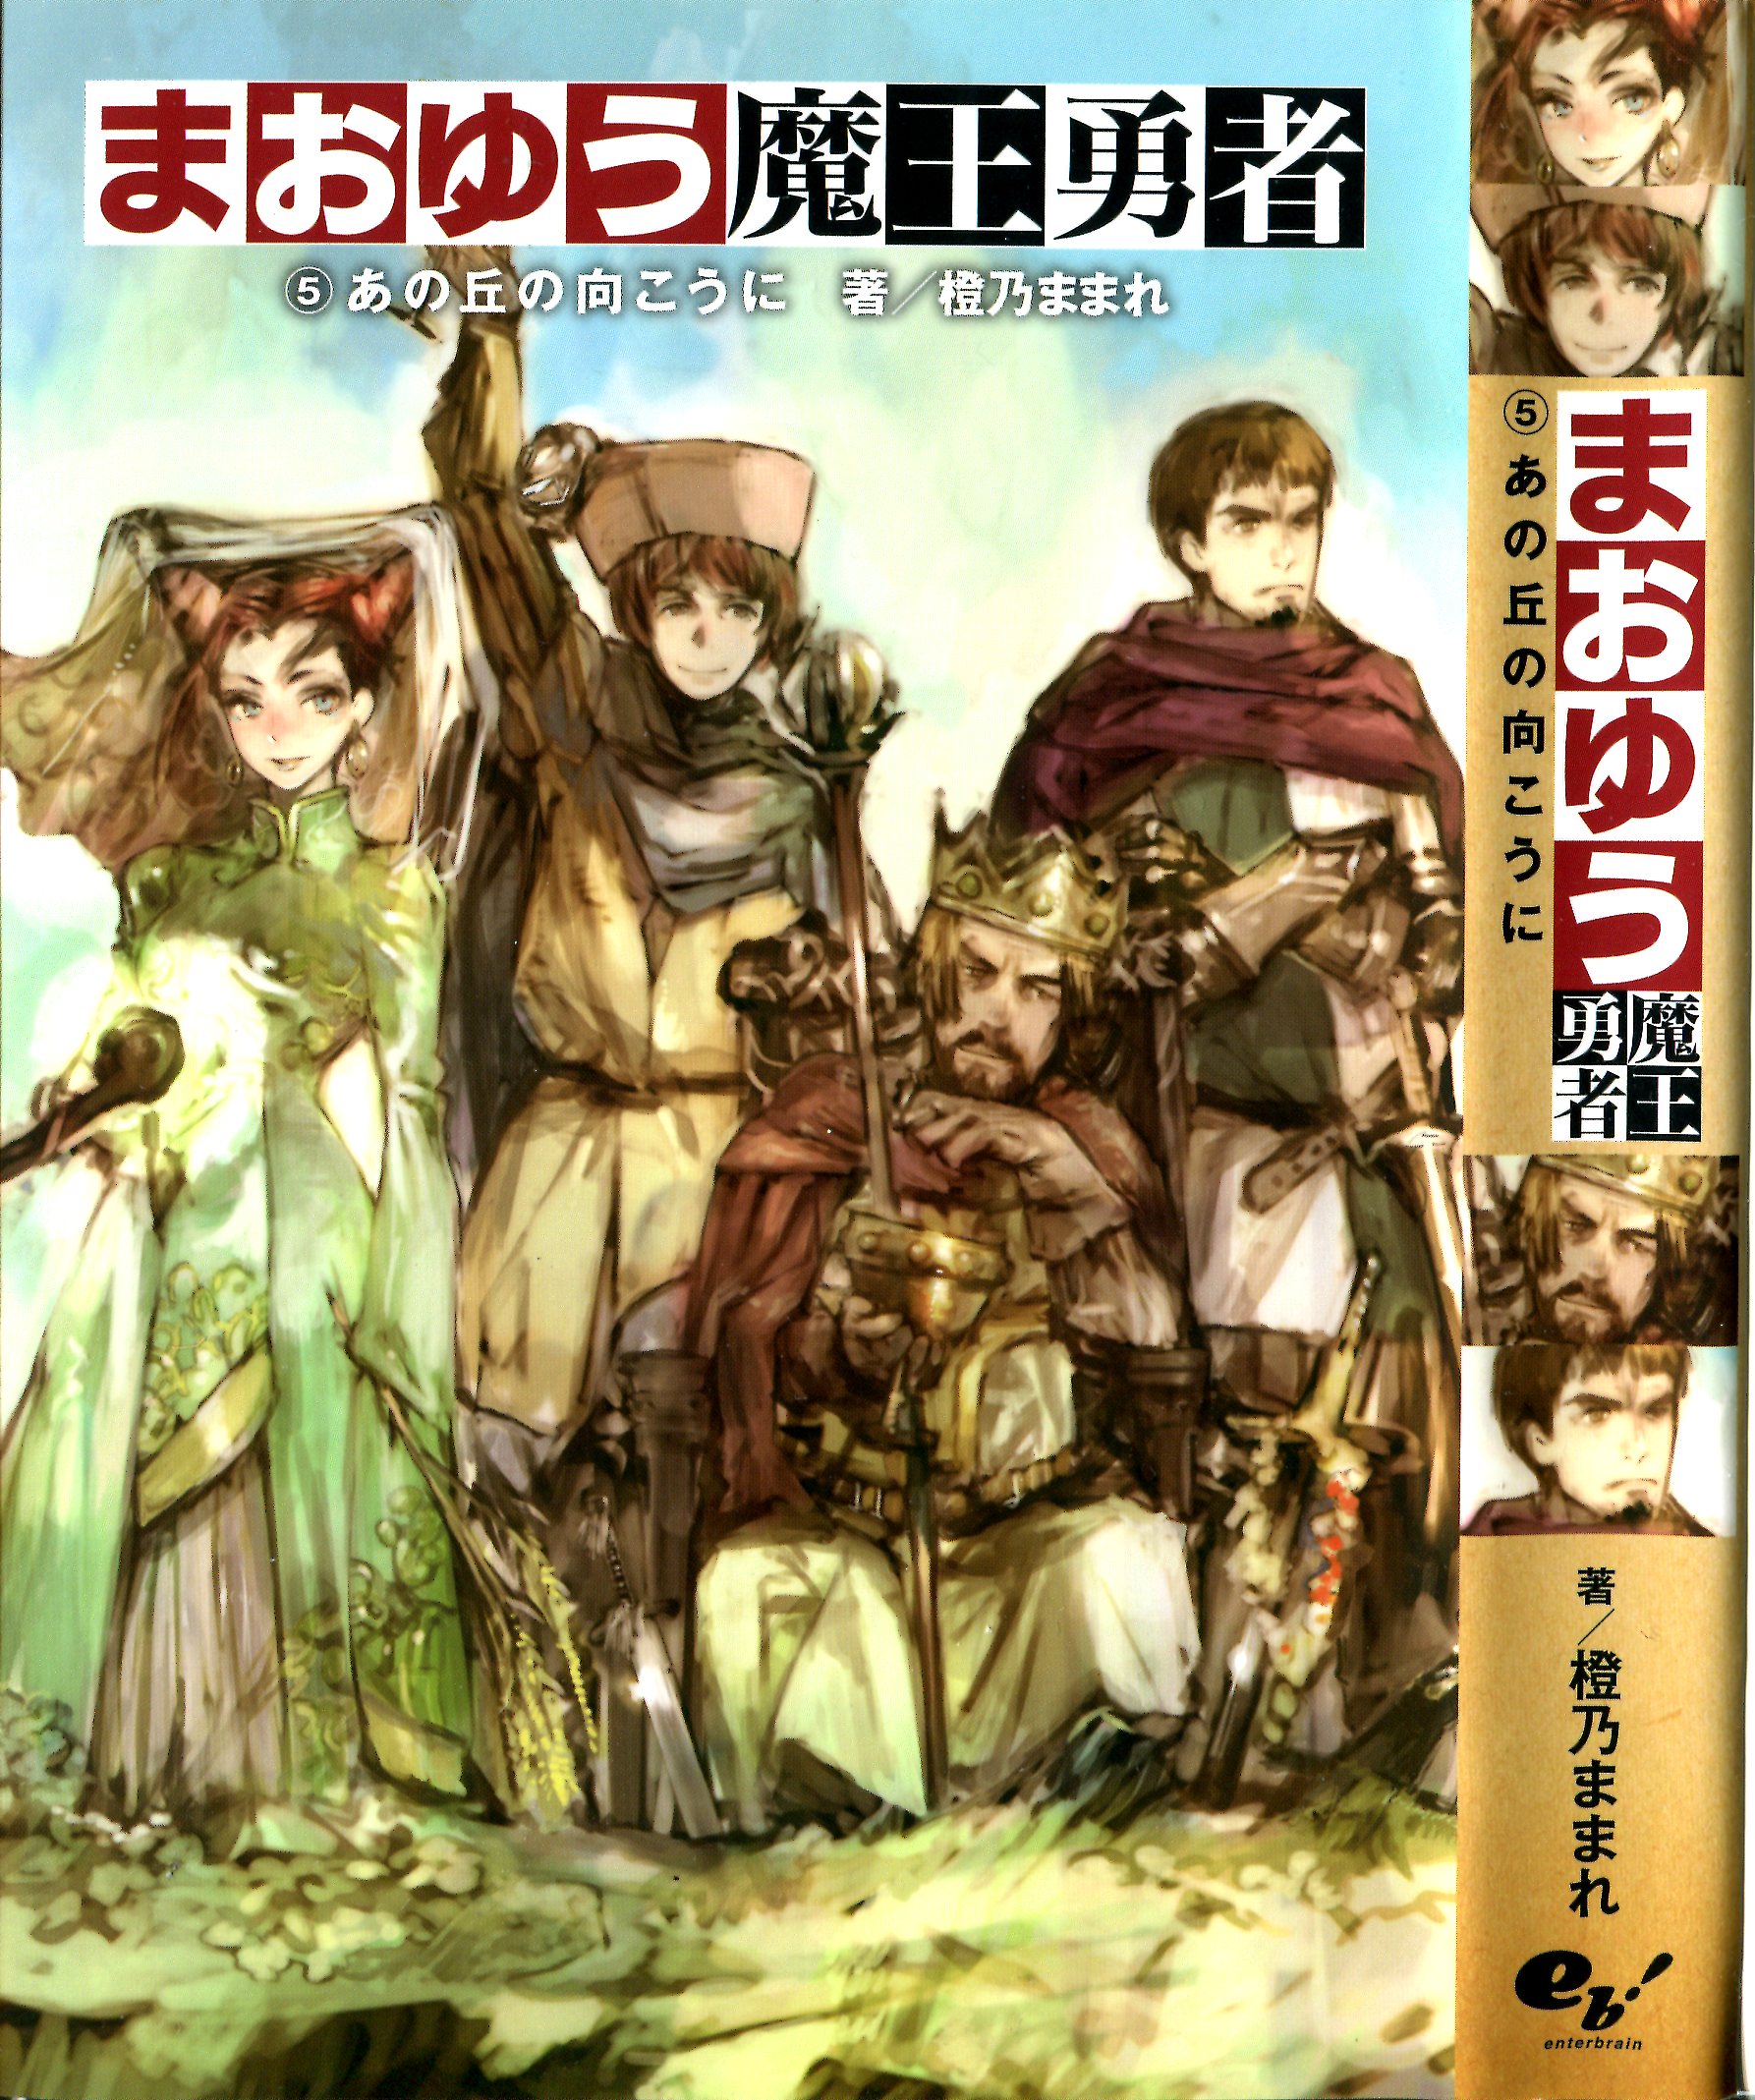 まおゆう魔王勇者
⑤あの丘の向こうに　著／橙乃ままれ
⑤あの丘の向こうに
まおゆう
魔王
勇者
著／橙乃ままれ
eb!
enterbrain